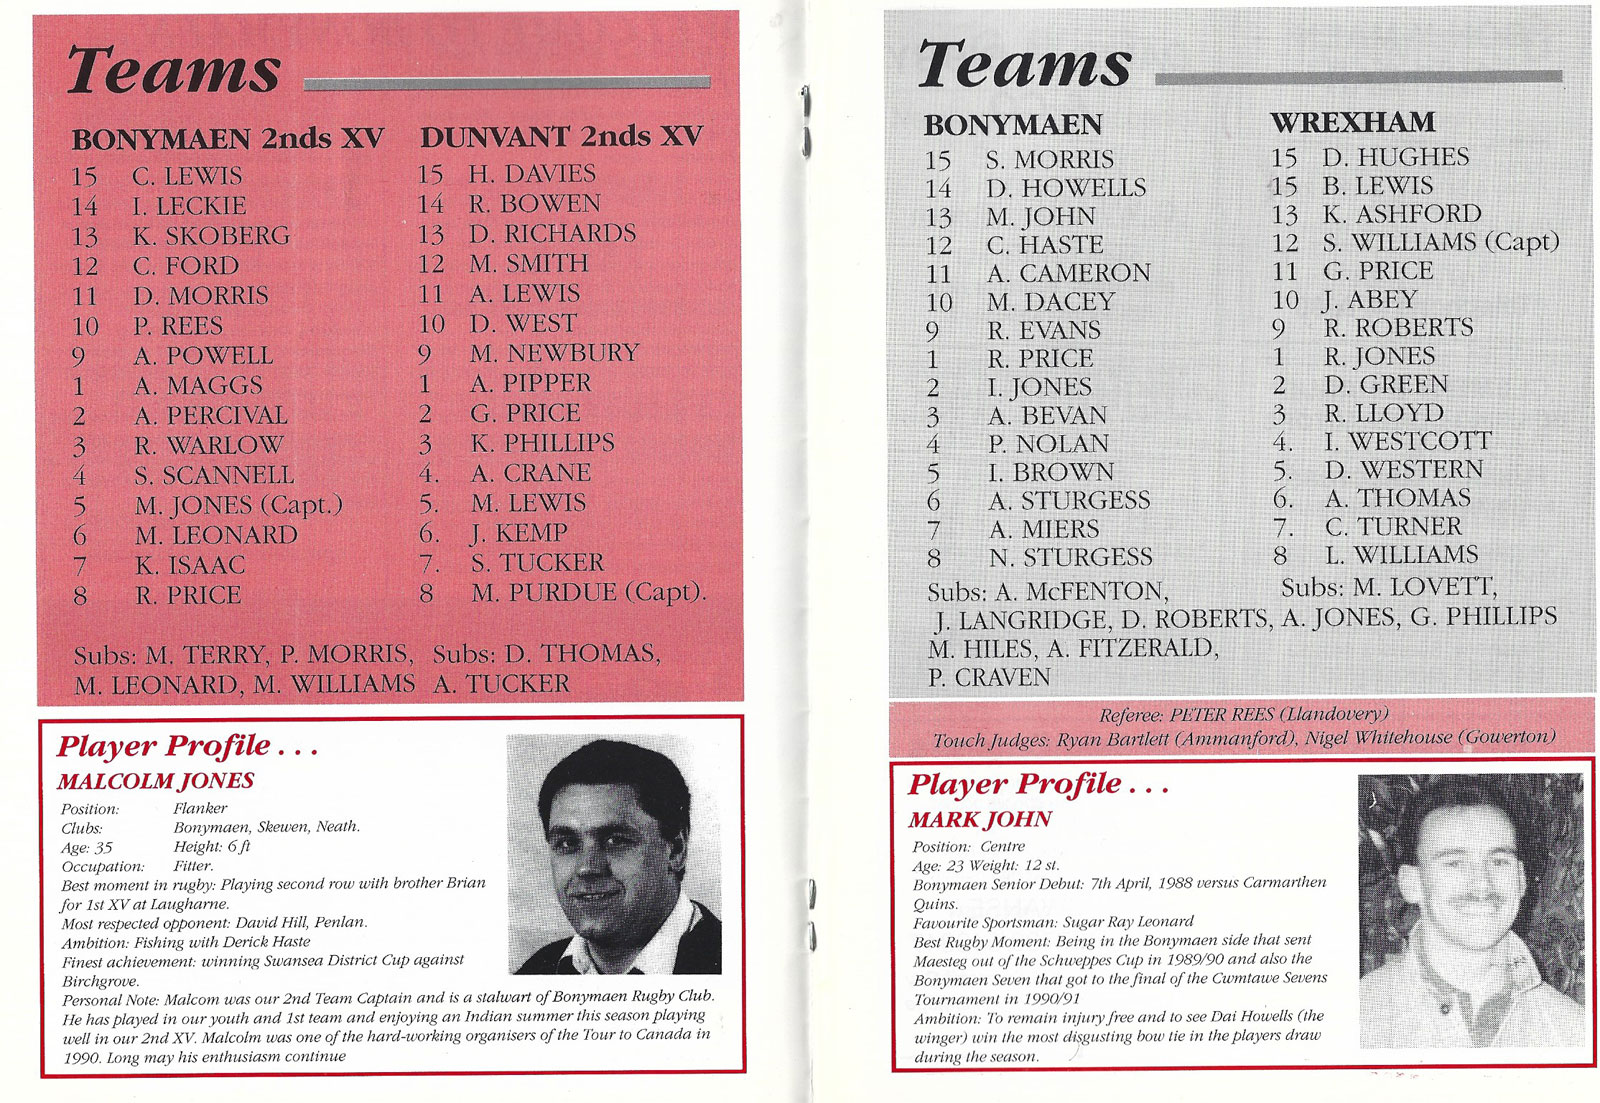 Teams
BONYMAEN 2nds XV
15 C. LEWIS
14 I. LECKIE
13 K. SKOBERG
12 C. FORD
11 D. MORRIS
10 P. REES
9 A. POWELL
1 A. MAGGS
2 A. PERCIVAL
3 R. WARLOW
4 S. SCANNELL
5 M. JONES (Capt.)
6 M. LEONARD
7 K. ISAAC
8 R. PRICE
Subs: M. TERRY, P. MORRIS,
M. LEONARD, M. WILLIAMS
DUNVANT 2nds XV
15 H. DAVIES
14 R. BOWEN
13 D. RICHARDS
12 M. SMITH
11 A. LEWIS
10 D. WEST
9 M. NEWBURY
1 A. PIPPER
2 G. PRICE
3 K. PHILLIPS
4. A. CRANE
5. M. LEWIS
6. J. KEMP
7. S. TUCKER
8 M. PURDUE (Capt).
Subs: D. THOMAS,
A. TUCKER
Player Profile . . .
MALCOLM JONES
Position: Flanker
Clubs: Bonymaen, Skewen, Neath.
Age: 35 Height: 6 ft
Occupation: Fitter.
Best moment in rugby: Playing second row with brother Brian
for 1st XV at Laugharne.
Most respected opponent: David Hill, Penlan.
Ambition: Fishing with Derick Haste
Finest achievement: winning Swansea District Cup against
Birchgrove.
Personal Note: Malcom was our 2nd Team Captain and is a stalwart of Bonymaen Rugby Club.
He has played in our youth and 1st team and enjoying an Indian summer this season playing
well in our 2nd XV. Malcolm was one of the hard-working organisers of the Tour to Canada in
1990. Long may his enthusiasm continue
Teams
BONYMAEN
15 S. MORRIS
14 D. HOWELLS
13 M. JOHN
12 C. HASTE
11 A. CAMERON
10 M. DACEY
9 R. EVANS
1 R. PRICE
2 I. JONES
3 A. BEVAN
4 P. NOLAN
5 I. BROWN
6 A. STURGESS
7 A. MIERS
8 N. STURGESS
WREXHAM
15 D. HUGHES
15 B. LEWIS
13 K. ASHFORD
12 S. WILLIAMS (Capt)
11 G. PRICE
10 J. ABEY
9 R. ROBERTS
1 R. JONES
2 D. GREEN
3 R. LLOYD
4. I. WESTCOTT
5. D. WESTERN
6. A. THOMAS
7. C. TURNER
8 L. WILLIAMS
Subs: A. McFENTON, Subs: M. LOVETT,
J. LANGRIDGE, D. ROBERTS, A. JONES, G. PHILLIPS
M. HILES, A. FITZERALD,
P. CRAVEN
Referee: PETER REES (Llandovery)
Touch Judges: Ryan Bartlett (Ammanford), Nigel Whitehouse (Gowerton)
Player Profile . . .
MARK JOHN
Position: Centre
Age: 23 Weight: 12 st.
Bonymaen Senior Debut: 7th April, 1988 versus Carmarthen
Quins.
Favourite Sportsman: Sugar Ray Leonard
Best Rugby Moment: Being in the Bonymaen side that sent
Maesteg out of the Schweppes Cup in 1989/90 and also the
Bonymaen Seven that got to the final of the Cwmtawe Sevens
Tournament in 1990/91
Ambition: To remain injury free and to see Dai Howells (the
winger) win the most disgusting bow tie in the players draw
during the season.